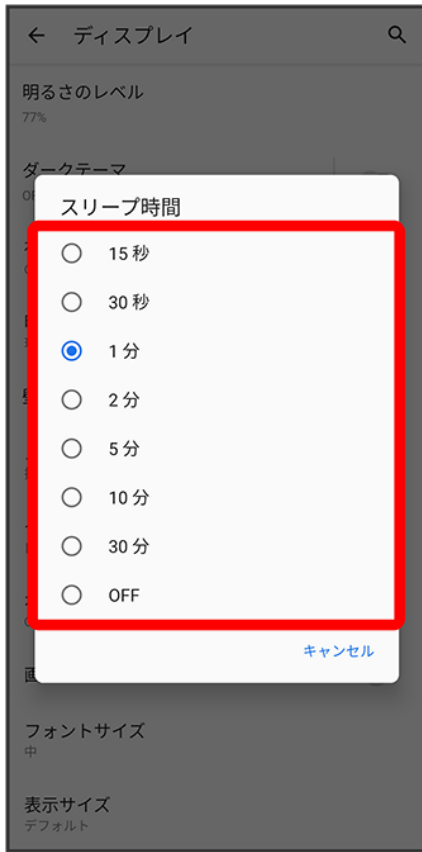 ディスプレイ
明るさのレベル
77%
ダークテーマ
スリープ時間
15 秒
30 秒
1 分
2 分
5 分
10 分
30 分
OFF
キャンセル
フォントサイズ
中
表示サイズ
デフォルト